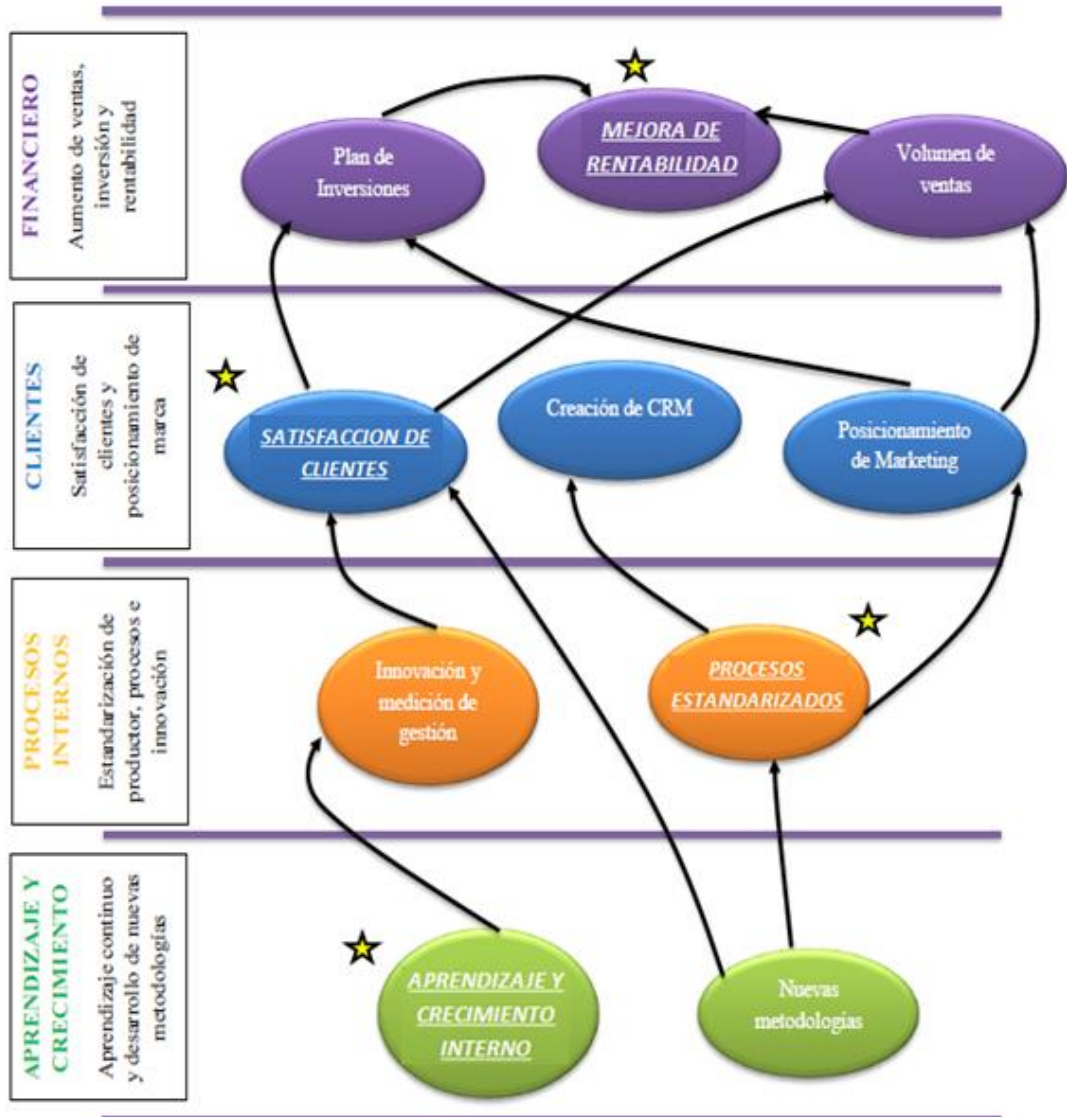 FINANCIERO
Aumento de ventas,
inversión y
rentabilidad
Plan de
Inversiones
MEJORA DE
RENTABILIDAD
Volumen de
ventas
CLIENTES
Satisfacción de
clientes y
posicionamiento de
marca
SATISFACCION DE
CLIENTES
Creación de CRM
Posicionamiento
de Marketing
PROCESOS
INTERNOS
Estandarización de
productor, procesos e
innovación
Innovación y
medición de
gestión
PROCESOS
ESTANDARIZADOS
APRENDIZAJE Y
CRECIMIENTO
Aprendizaje continuo
y desarrollo de nuevas
metodologías
APRENDIZAJE Y
CRECIMIENTO
INTERNO
Nuevas
metodologías